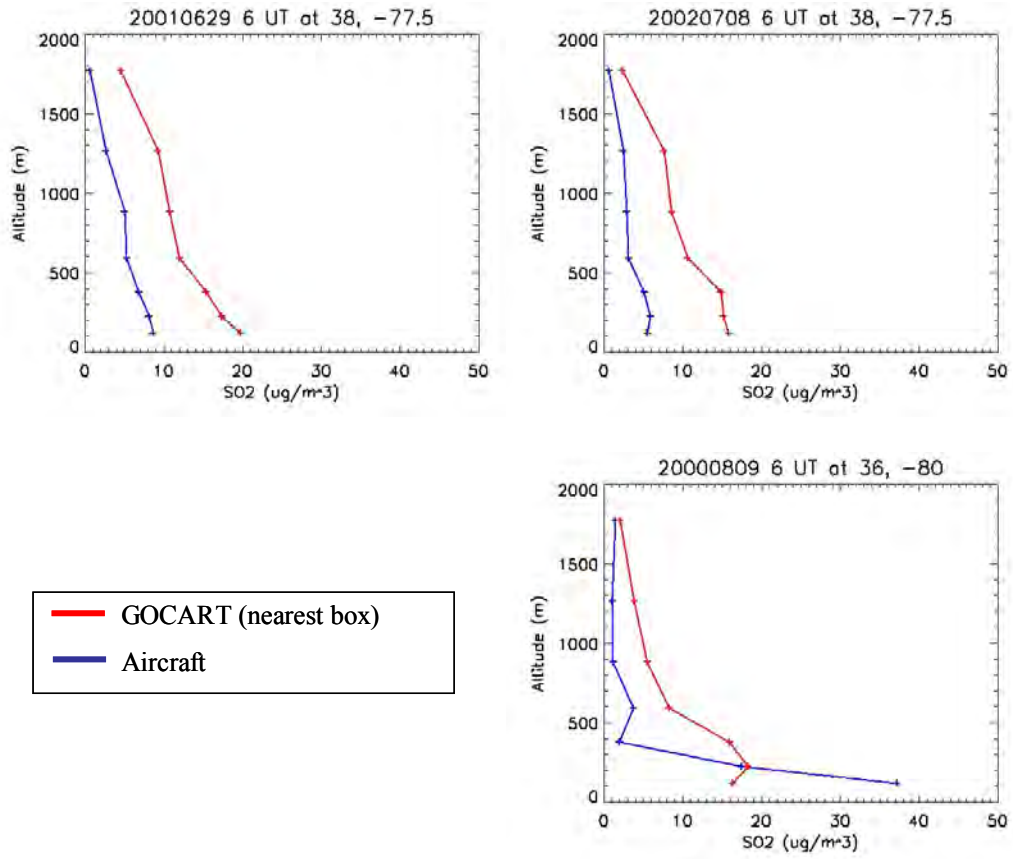 20010629 6 UT at 38, −77.5
2000
1500
1000
500
0
Altitude (m)
0 10 20 30 40 50
SO2 (ug/m^3)
20020708 6 UT at 38, −77.5
2000
1500
1000
500
0
Altitude (m)
0 10 20 30 40 50
SO2 (ug/m^3)
GOCART (nearest box)
Aircraft
20000809 6 UT at 36, −80
2000
1500
1000
500
0
Altitude (m)
0 10 20 30 40 50
SO2 (ug/m^3)